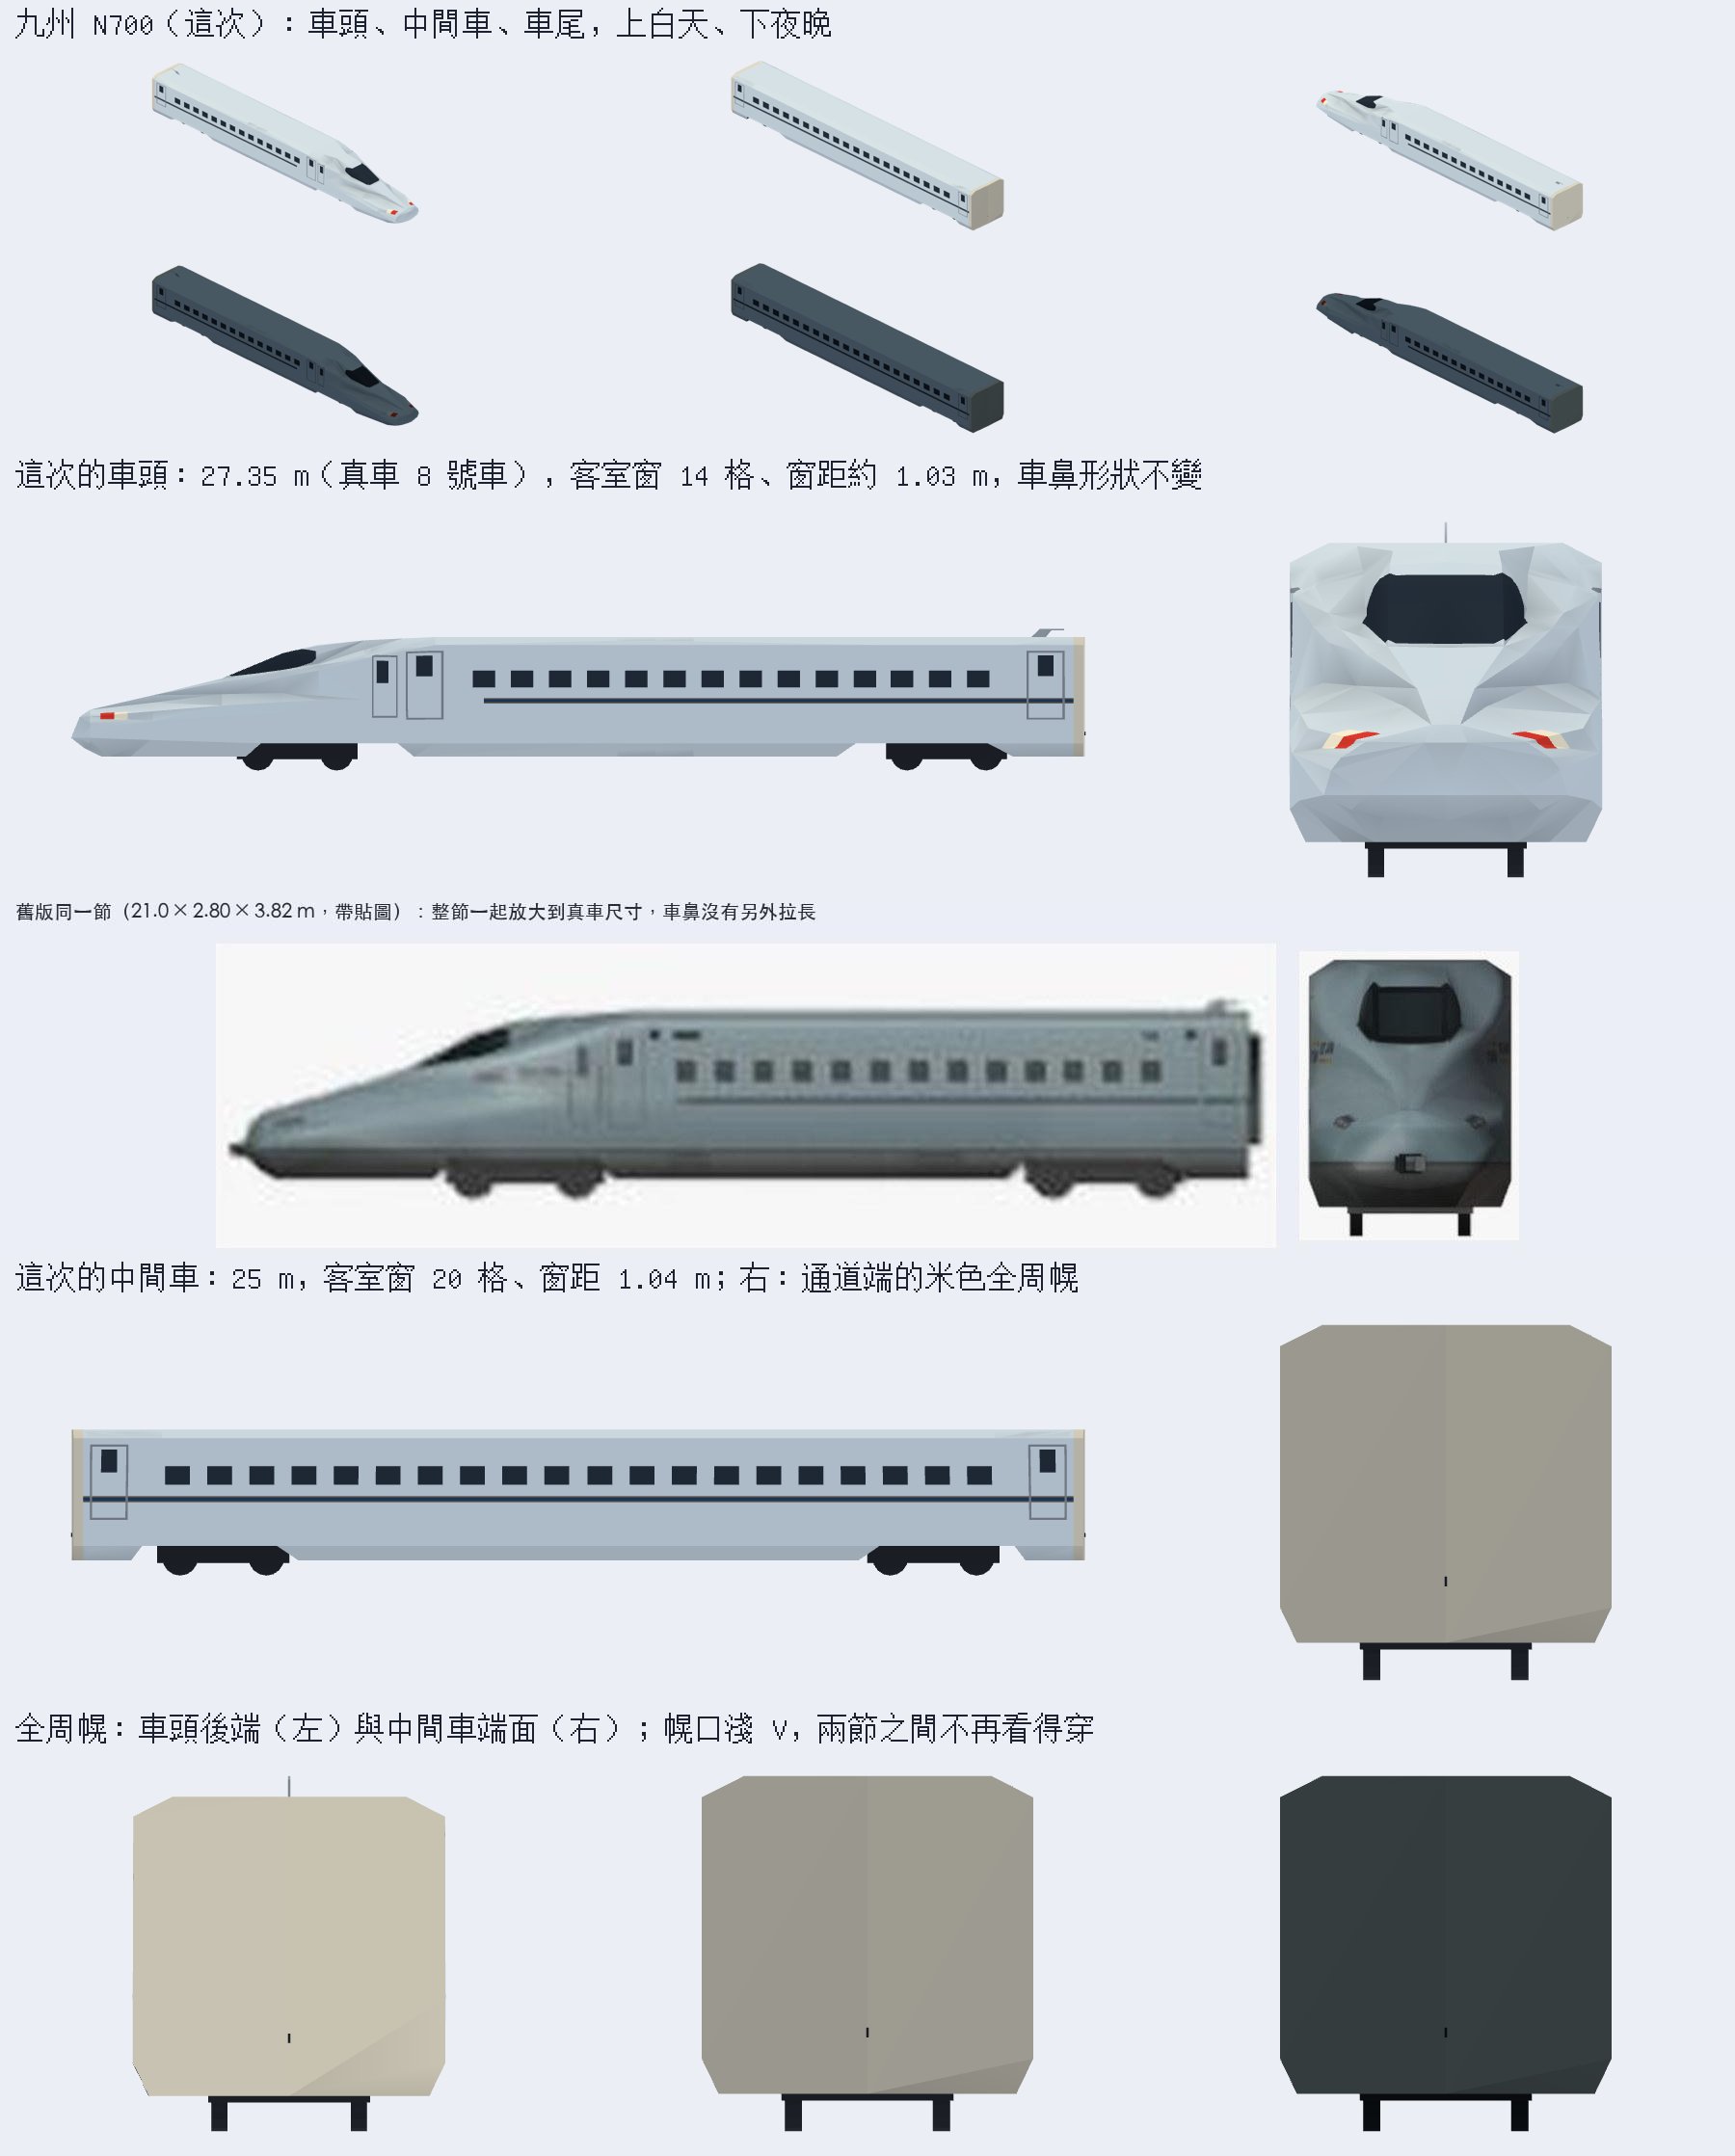 九州 N700（這次）：車頭、中間車、車尾，上白天、下夜晚
這次的車頭：27.35 m（真車 8 號車），客室窗 14 格、窗距約 1.03 m，車鼻形狀不變
舊版同一節（21.0×2.80×3.82 m，帶貼圖）：整節一起放大到真車尺寸，車鼻沒有另外拉長
這次的中間車：25 m，客室窗 20 格、窗距 1.04 m；右：通道端的米色全周幌
全周幌：車頭後端（左）與中間車端面（右）；幌口淺 V，兩節之間不再看得穿